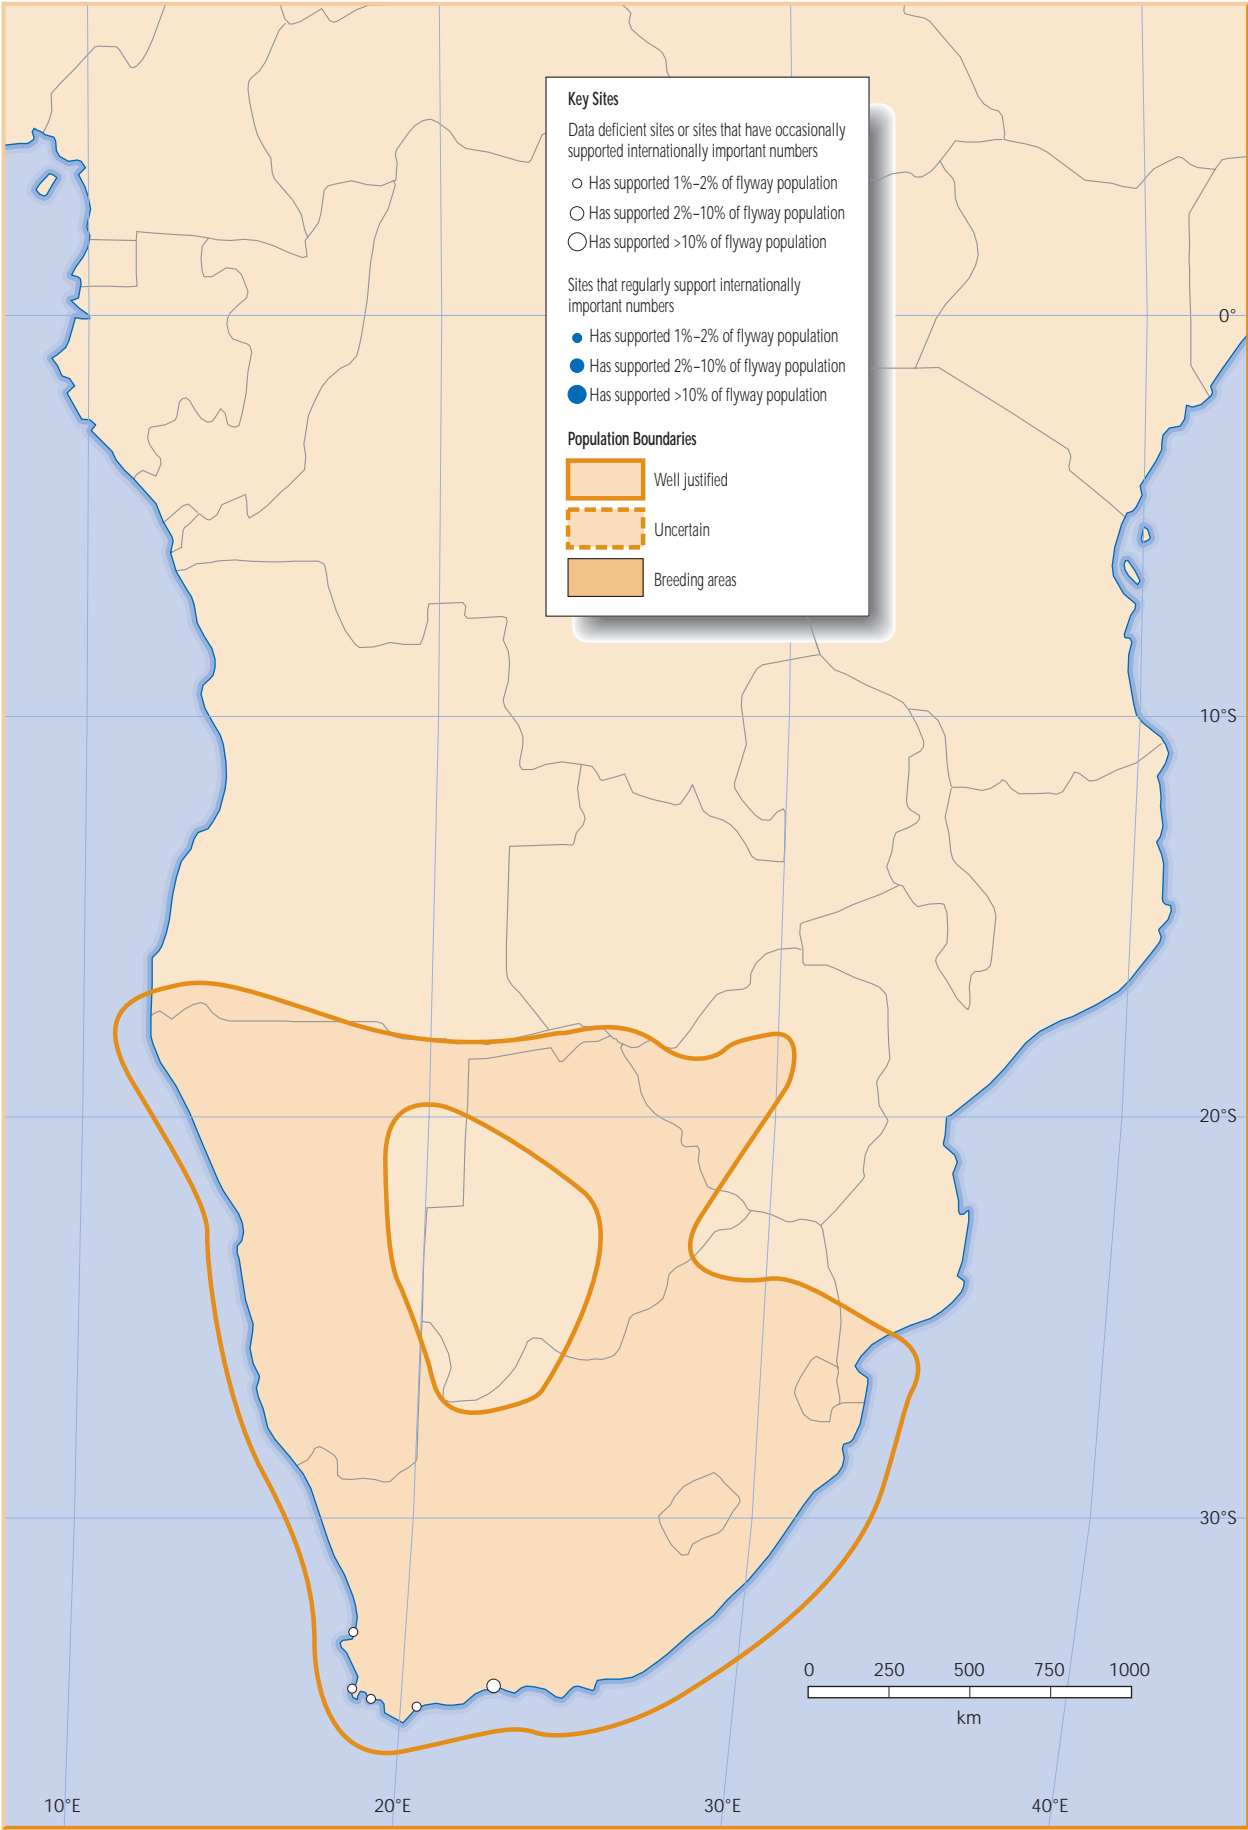 Key Sites
Data deficient sites or sites that have occasionally
supported internationally important numbers
Has supported 1%–2% of flyway population
Has supported 2%–10% of flyway population
Has supported >10% of flyway population
Sites that regularly support internationally
important numbers
Has supported 1%–2% of flyway population
Has supported 2%–10% of flyway population
Has supported >10% of flyway population
Population Boundaries
Well justified
Uncertain
Breeding areas
0°
10°S
20°S
30°S
0 250 500 750 1000
km
10°E 20°E 30°E 40°E